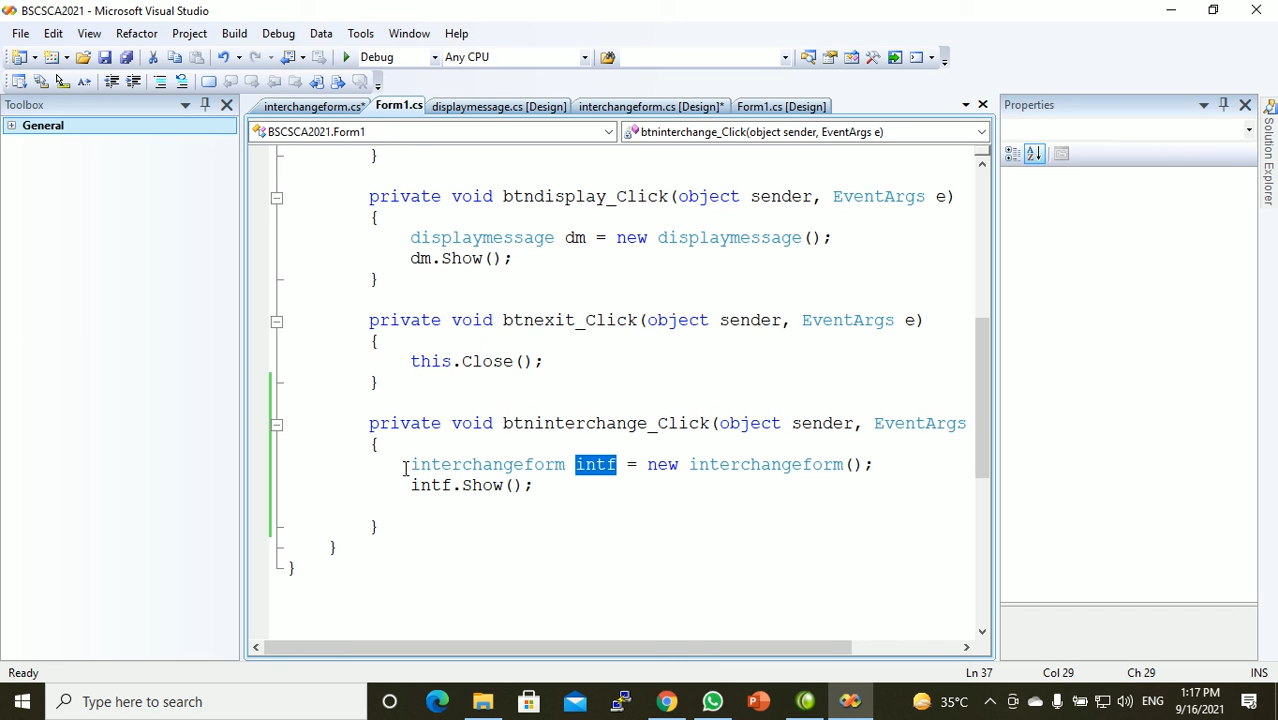 BSCSCA2021 - Microsoft Visual Studio
File Edit View Refactor Project Build Debug Data Tools Window Help
Debug Any CPU
Toolbox
interchangeform.cs* Form1.cs displaymessage.cs [Design] interchangeform.cs [Design]* Form1.cs [Design]
Properties
General
BSCSCA2021.Form1 btninterchange_Click(object sender, EventArgs e)
Solution Explorer
}
private void btndisplay_Click(object sender, EventArgs e)
{
displaymessage dm = new displaymessage();
dm.Show();
}
private void btnexit_Click(object sender, EventArgs e)
{
this.Close();
}
private void btninterchange_Click(object sender, EventArgs
{
interchangeform intf = new interchangeform();
intf.Show();
}
}
}
Ready Ln 37 Col 29 Ch 29 INS
Type here to search 35°C ENG 1:17 PM
9/16/2021